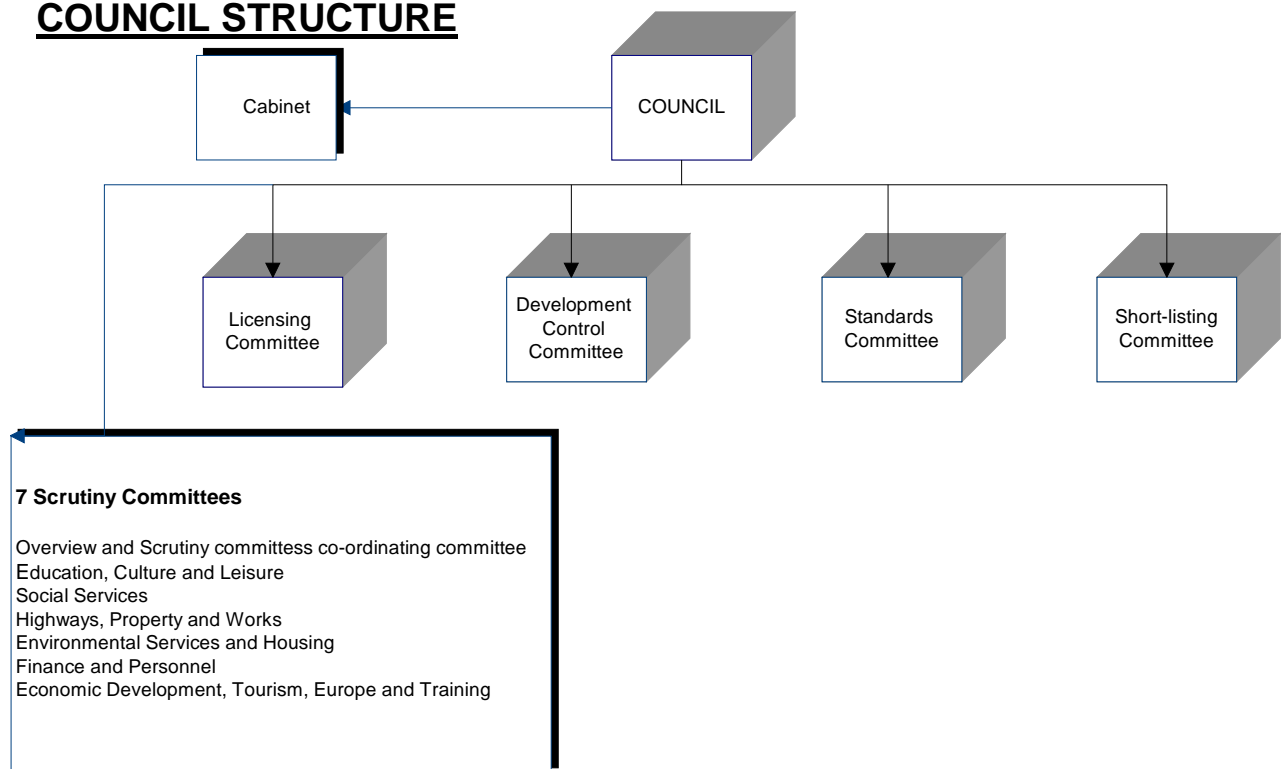 COUNCIL STRUCTURE
Cabinet
COUNCIL
Licensing
Committee
Development
Control
Committee
Standards
Committee
Short-listing
Committee
7 Scrutiny Committees
Overview and Scrutiny committess co-ordinating committee
Education, Culture and Leisure
Social Services
Highways, Property and Works
Environmental Services and Housing
Finance and Personnel
Economic Development, Tourism, Europe and Training